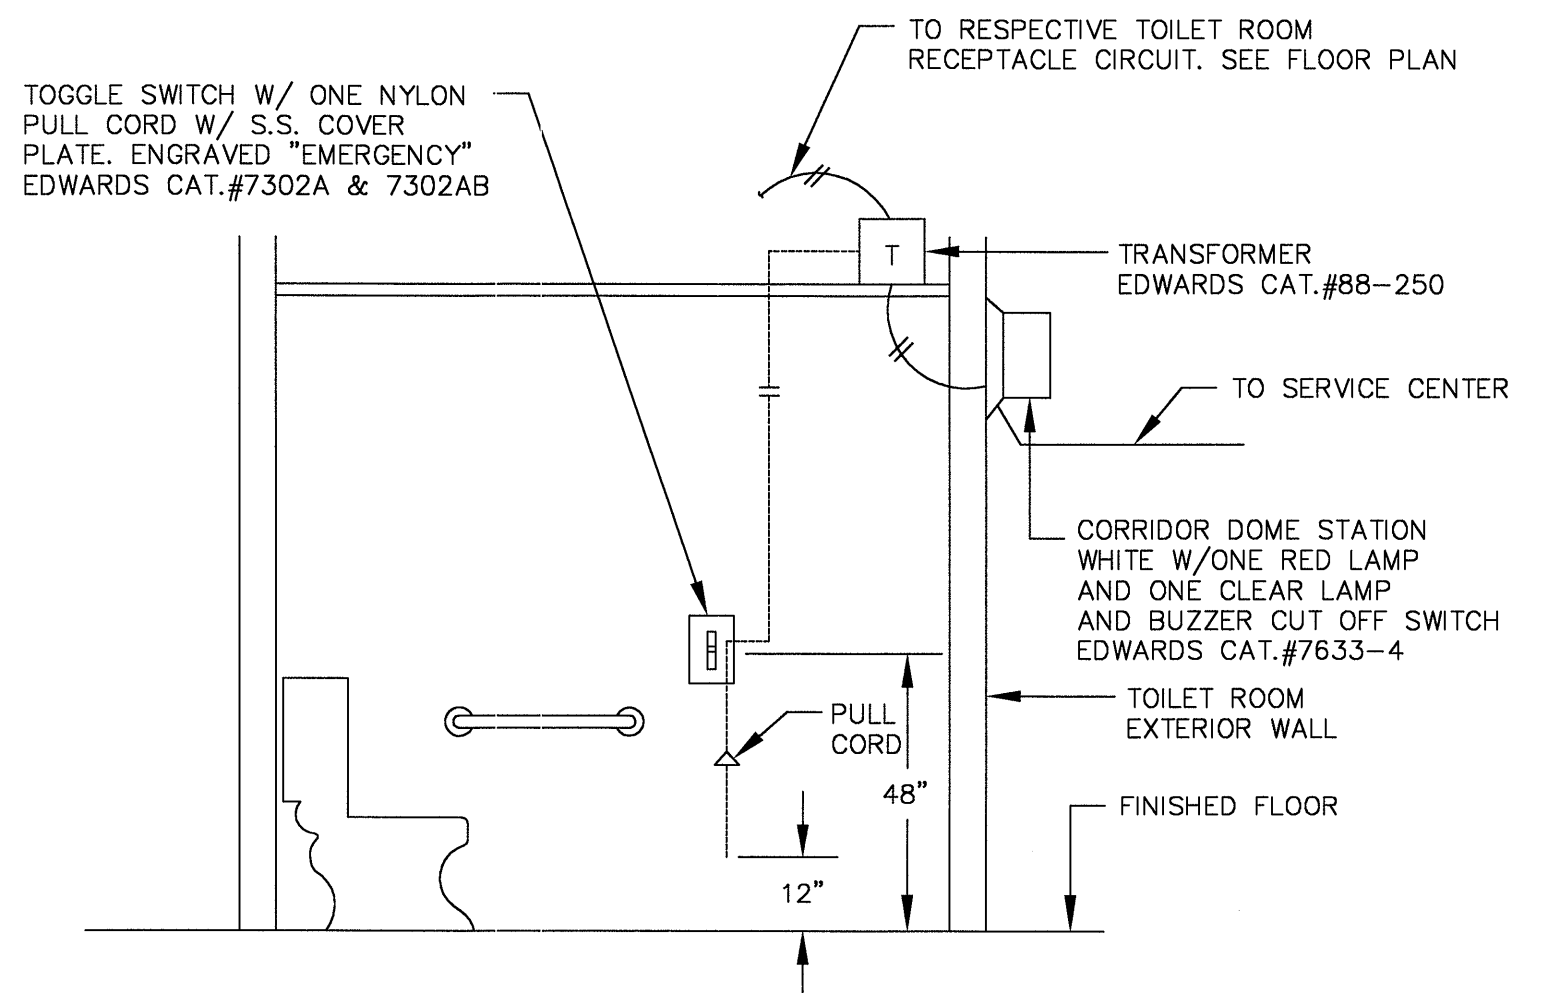 TO RESPECTIVE TOILET ROOM
RECEPTACLE CIRCUIT. SEE FLOOR PLAN
TOGGLE SWITCH W/ ONE NYLON
PULL CORD W/ S.S. COVER
PLATE. ENGRAVED "EMERGENCY"
EDWARDS CAT.#7302A & 7302AB
T
TRANSFORMER
EDWARDS CAT.#88-250
TO SERVICE CENTER
CORRIDOR DOME STATION
WHITE W/ONE RED LAMP
AND ONE CLEAR LAMP
AND BUZZER CUT OFF SWITCH
EDWARDS CAT.#7633-4
TOILET ROOM
EXTERIOR WALL
PULL
CORD
48"
FINISHED FLOOR
12"